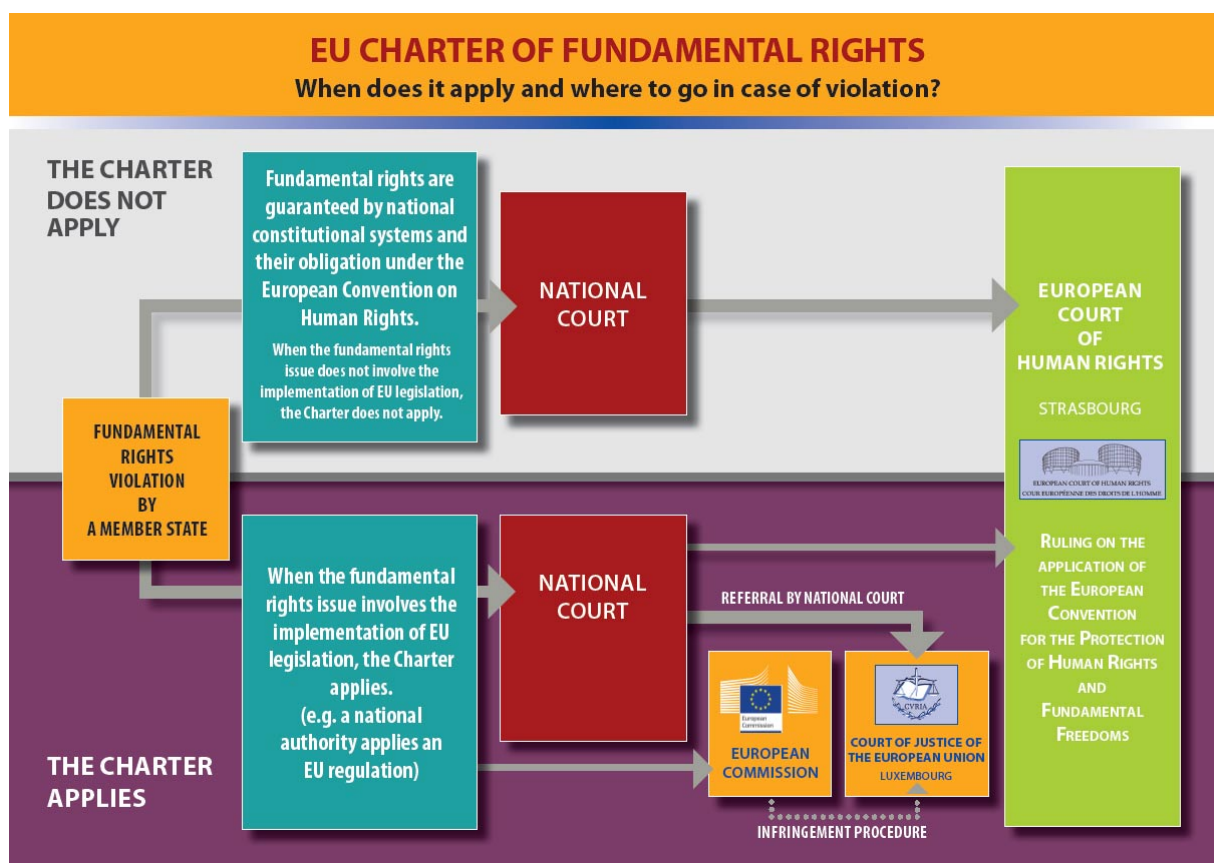 EU CHARTER OF FUNDAMENTAL RIGHTS
When does it apply and where to go in case of violation?
THE CHARTER
DOES NOT
APPLY
Fundamental rights are
guaranteed by national
constitutional systems and
their obligation under the
European Convention on
Human Rights.
When the fundamental rights
issue does not involve the
implementation of EU legislation,
the Charter does not apply.
NATIONAL
COURT
EUROPEAN
COURT
OF
HUMAN RIGHTS
STRASBOURG
EUROPEAN COURT OF HUMAN RIGHTS
COUR EUROPÉENNE DES DROITS DE L'HOMME
RULING ON THE
APPLICATION OF
THE EUROPEAN
CONVENTION
FOR THE PROTECTION
OF HUMAN RIGHTS
AND
FUNDAMENTAL
FREEDOMS
FUNDAMENTAL
RIGHTS
VIOLATION
BY
A MEMBER STATE
When the fundamental
rights issue involves the
implementation of EU
legislation, the Charter
applies.
(e.g. a national
authority applies an
EU regulation)
NATIONAL
COURT
REFERRAL BY NATIONAL COURT
European
Commission
EUROPEAN
COMMISSION
CVRIA
COURT OF JUSTICE OF
THE EUROPEAN UNION
LUXEMBOURG
INFRINGEMENT PROCEDURE
THE CHARTER
APPLIES